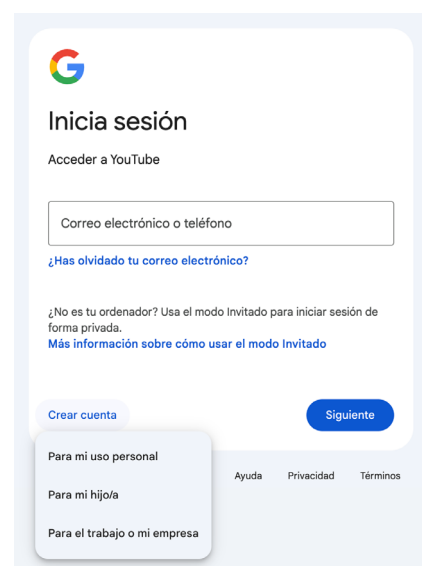 Inicia sesión
Acceder a YouTube
Correo electrónico o teléfono
¿Has olvidado tu correo electrónico?
¿No es tu ordenador? Usa el modo Invitado para iniciar sesión de
forma privada.
Más información sobre cómo usar el modo Invitado
Crear cuenta
Siguiente
Para mi uso personal
Para mi hijo/a
Para el trabajo o mi empresa
Ayuda
Privacidad
Términos